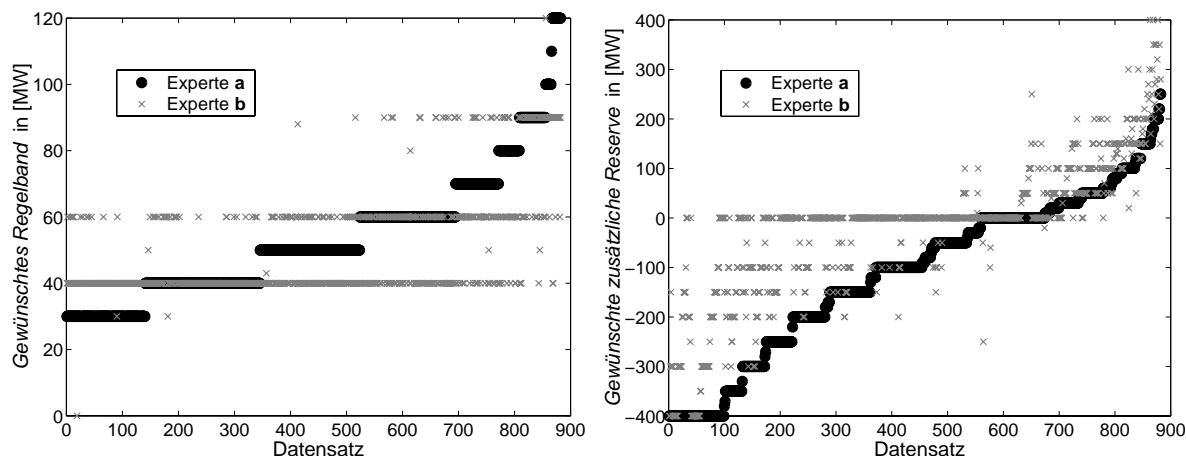 120
100
80
60
40
20
0
Gewünschtes Regelband in [MW]
Experte a
Experte b
0 100 200 300 400 500 600 700 800 900
Datensatz
400
300
200
100
0
−100
−200
−300
−400
Gewünschte zusätzliche Reserve in [MW]
Experte a
Experte b
0 100 200 300 400 500 600 700 800 900
Datensatz